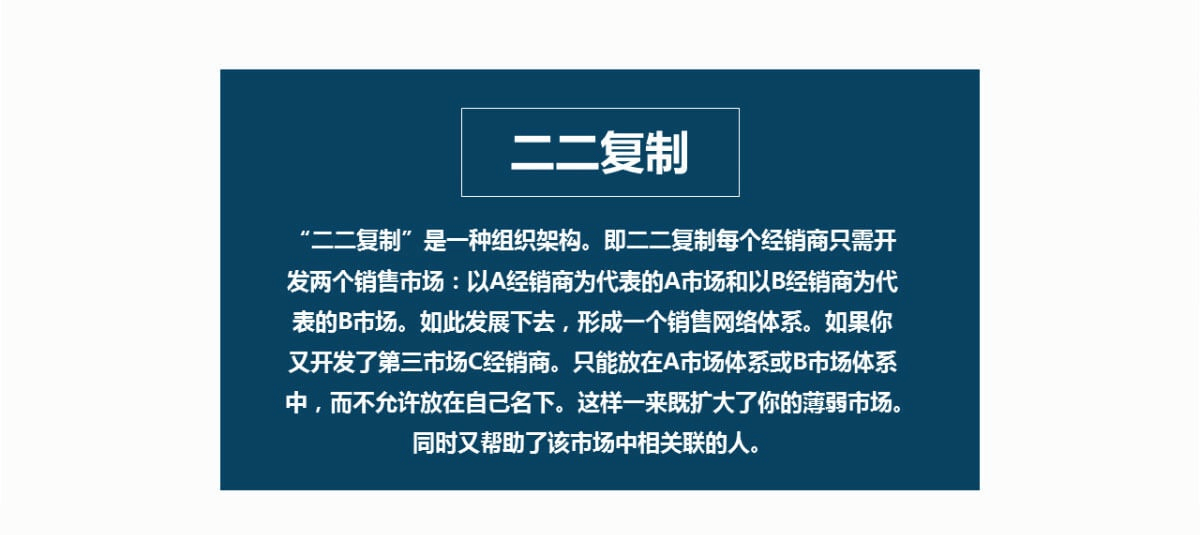 二二复制
“二二复制”是一种组织架构。即二二复制每个经销商只需开
发两个销售市场：以A经销商为代表的A市场和以B经销商为代
表的B市场。如此发展下去，形成一个销售网络体系。如果你
又开发了第三市场C经销商。只能放在A市场体系或B市场体系
中，而不允许放在自己名下。这样一来既扩大了你的薄弱市场。
同时又帮助了该市场中相关联的人。